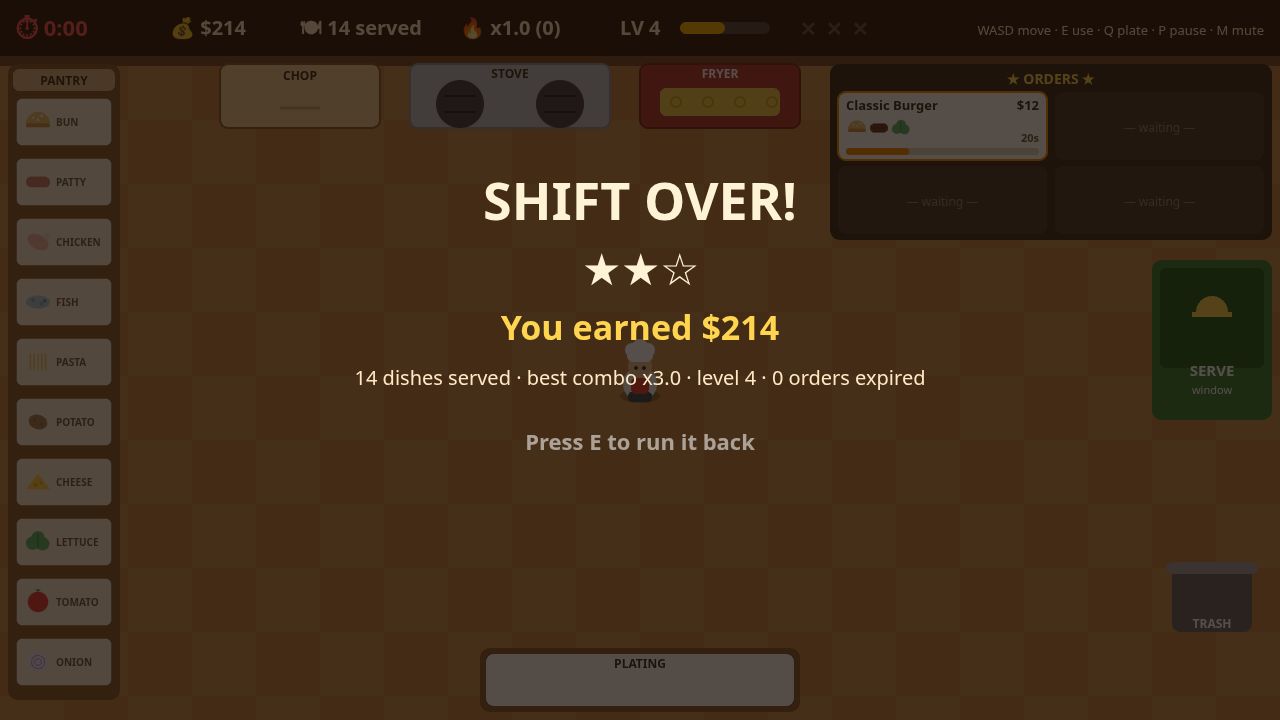 0:00
$214
14 served
x1.0 (0)
LV 4
WASD move · E use · Q plate · P pause · M mute
PANTRY
BUN
PATTY
CHICKEN
FISH
PASTA
POTATO
CHEESE
LETTUCE
TOMATO
ONION
CHOP
STOVE
FRYER
★ ORDERS ★
Classic Burger $12
20s
— waiting —
— waiting —
— waiting —
SHIFT OVER!
You earned $214
14 dishes served · best combo x3.0 · level 4 · 0 orders expired
Press E to run it back
SERVE
window
TRASH
PLATING